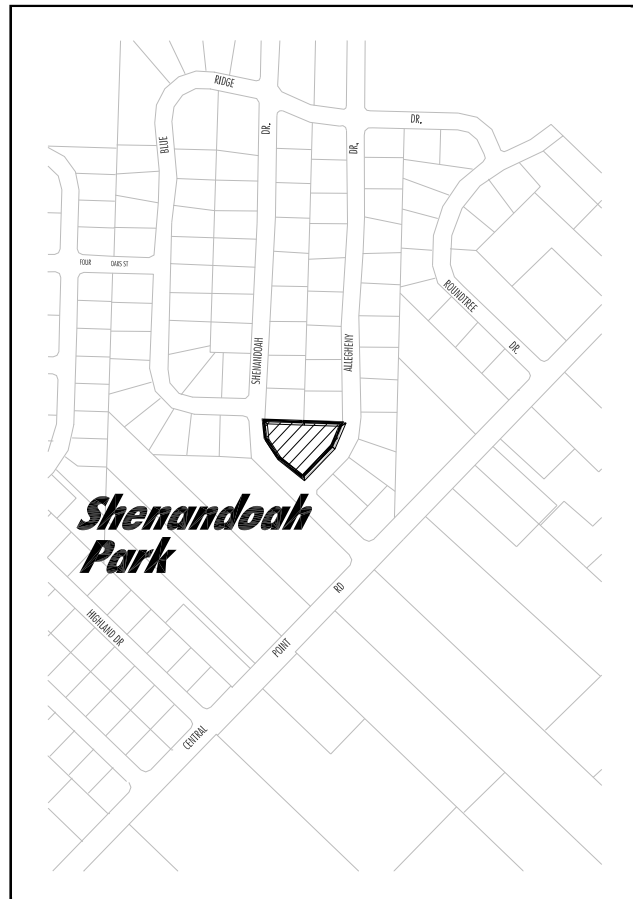 RIDGE
DR.
DR.
BLUE
DR.
FOUR OAKS ST
ROUNDTREE
DR.
SHENANDOAH
ALLEGHENY
Shenandoah
Park
HIGHLAND DR
RD
POINT
CENTRAL